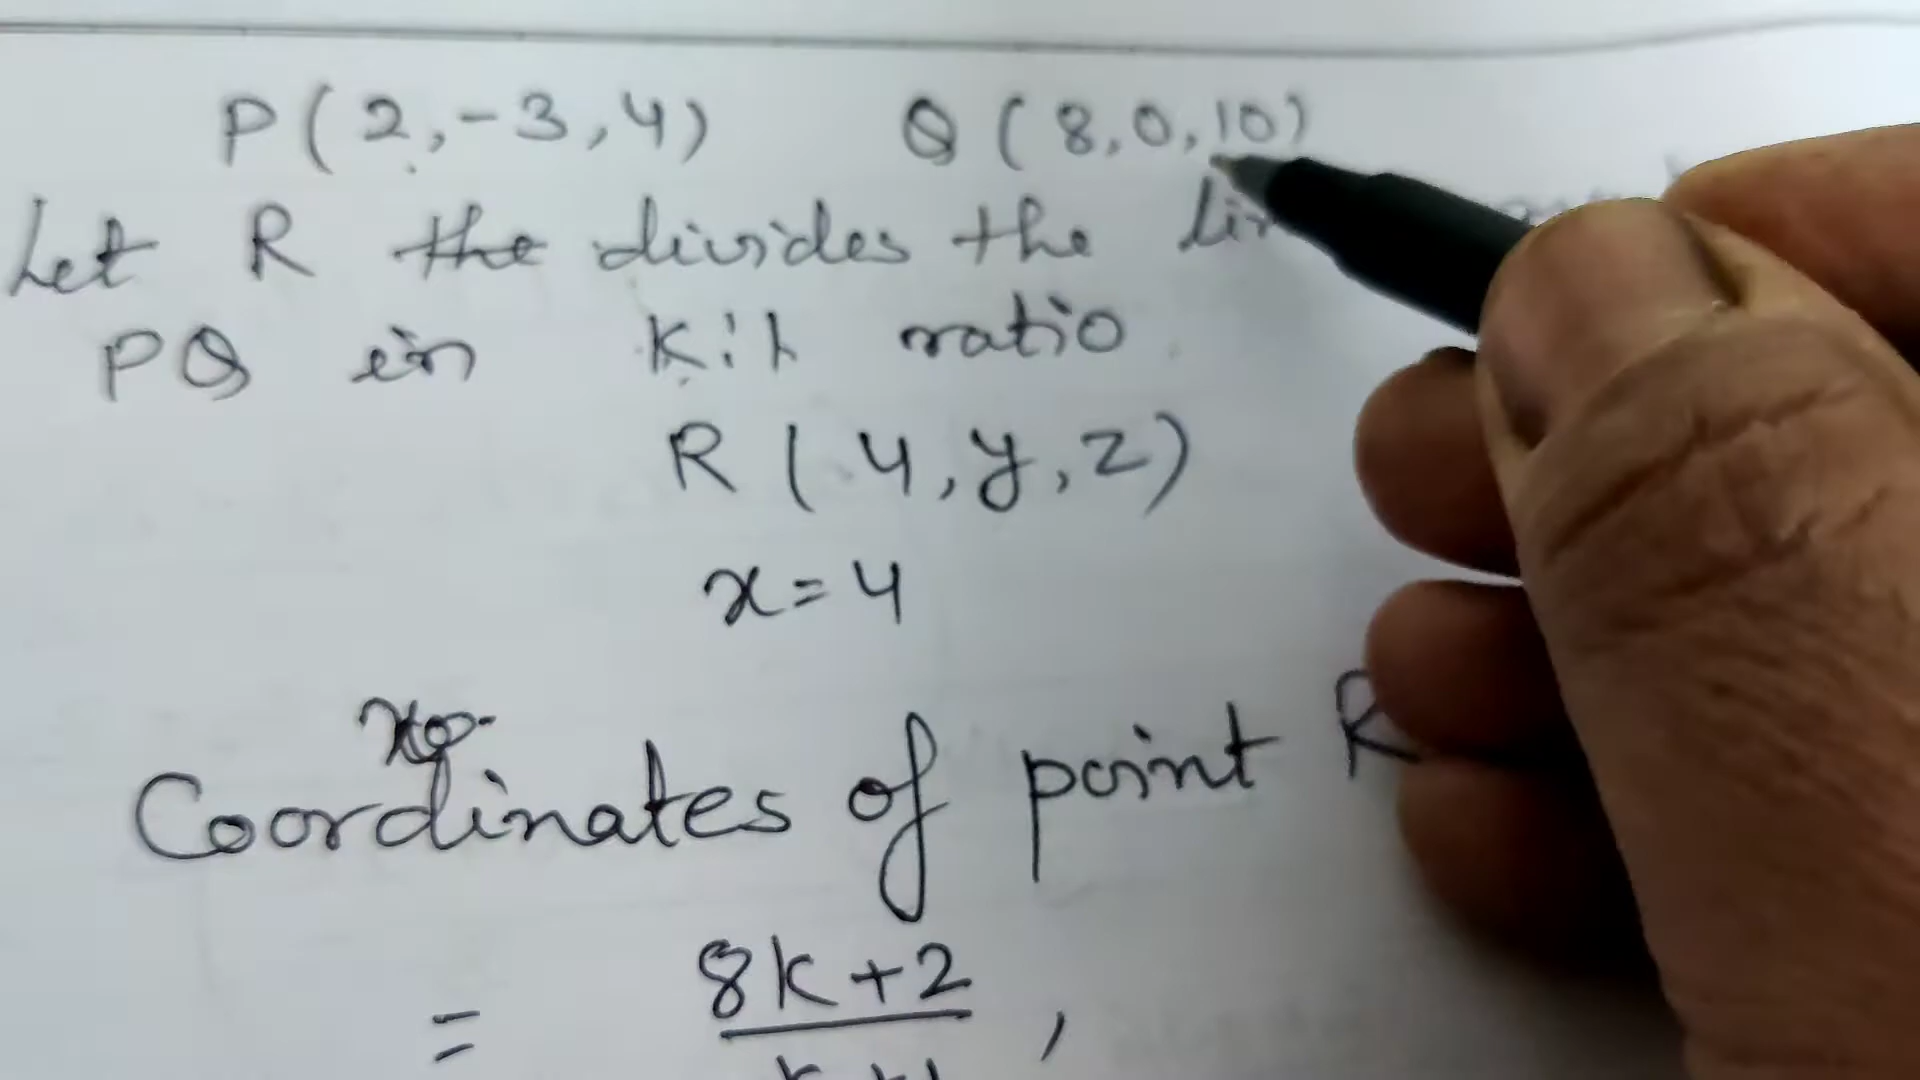 P(2,-3,4) Q(8,0,10)
Let R the divides the
PQ in K:1 ratio
R(4,y,z)
x=4
Coordinates of point R
= 8K+2 ,